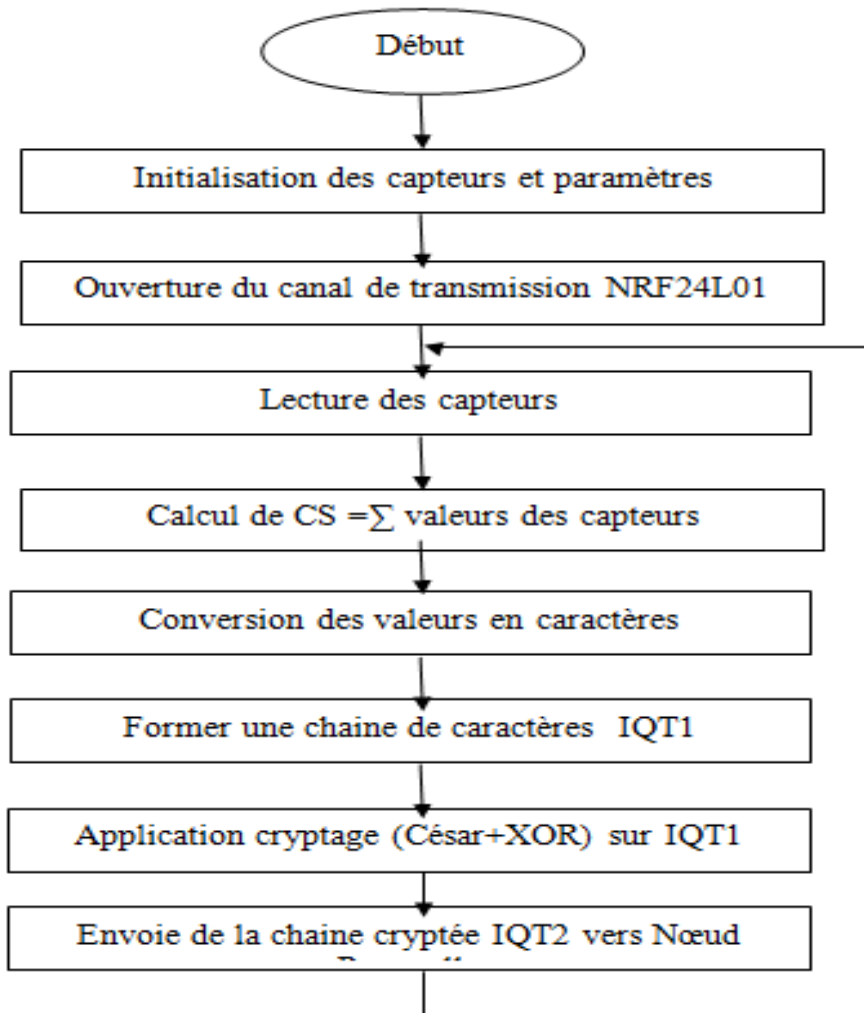 Début
Initialisation des capteurs et paramètres
Ouverture du canal de transmission NRF24L01
Lecture des capteurs
Calcul de CS =∑ valeurs des capteurs
Conversion des valeurs en caractères
Former une chaine de caractères IQT1
Application cryptage (César+XOR) sur IQT1
Envoie de la chaine cryptée IQT2 vers Nœud